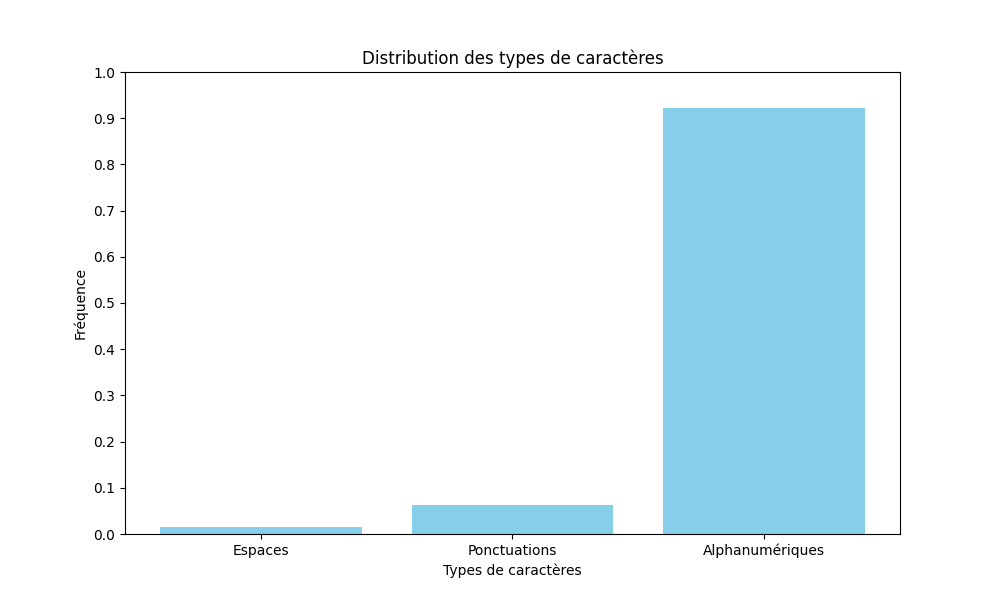 Distribution des types de caractères
1.0
0.9
0.8
0.7
0.6
0.5
0.4
0.3
0.2
0.1
0.0
Fréquence
Espaces
Ponctuations
Alphanumériques
Types de caractères